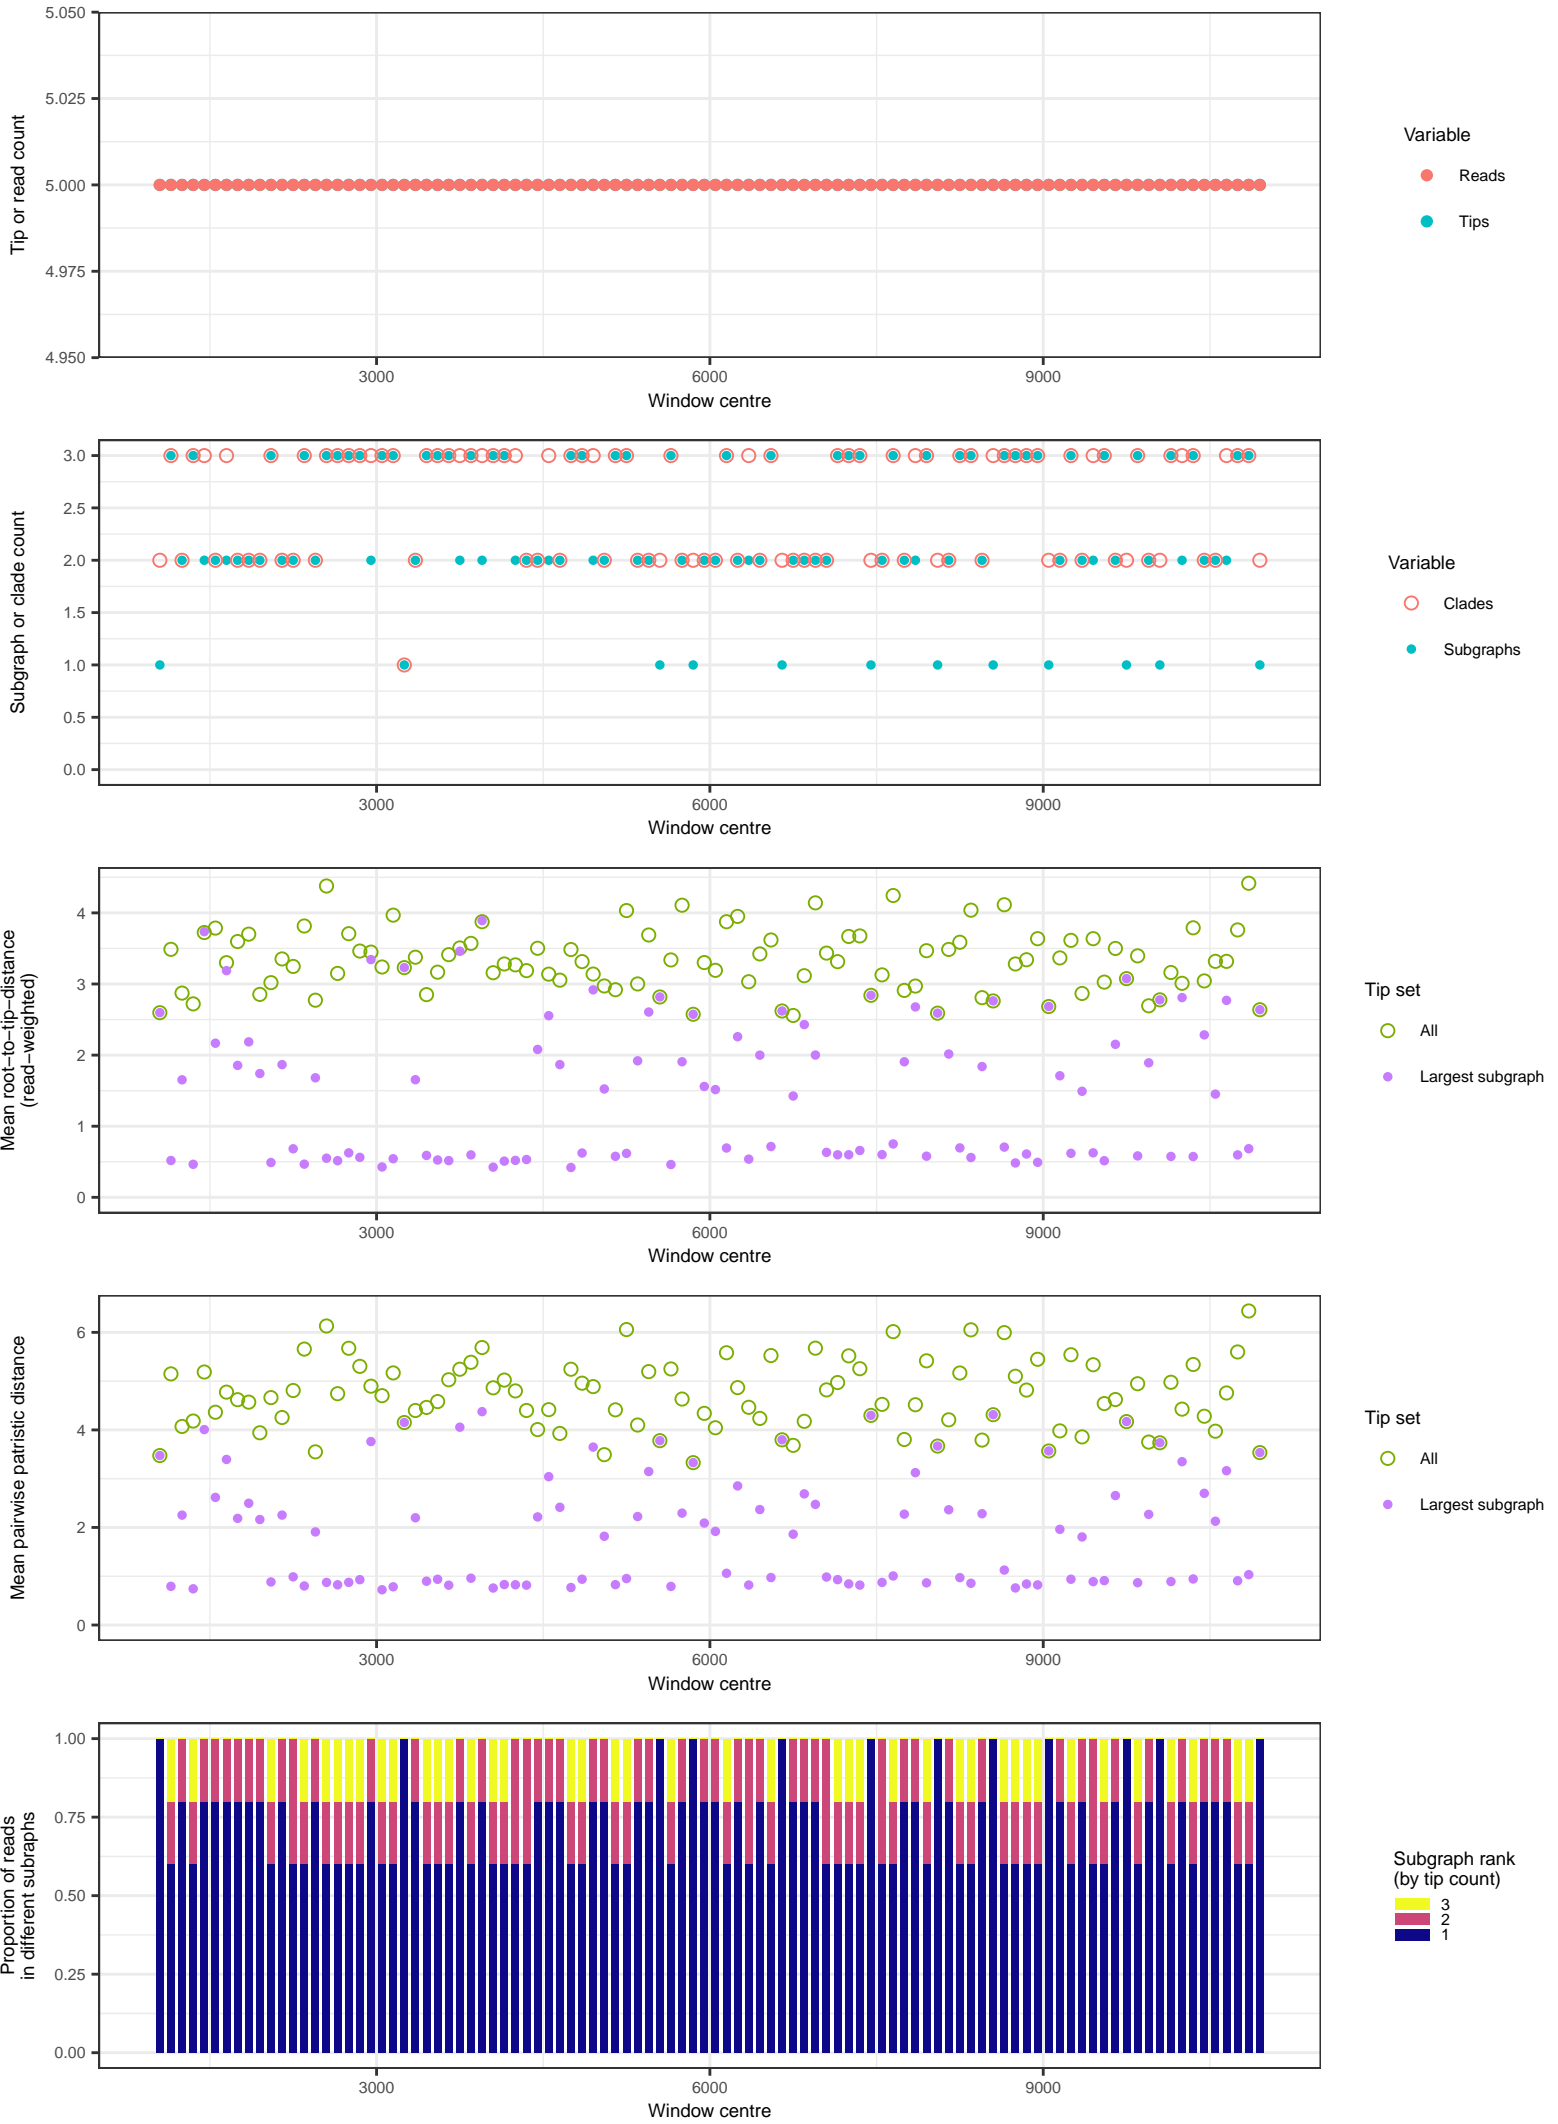 5.050
5.025
5.000
4.975
4.950
Tip or read count
3000 6000 9000
Window centre
Variable
Reads
Tips
3.0
2.5
2.0
1.5
1.0
0.5
0.0
Subgraph or clade count
3000 6000 9000
Window centre
Variable
Clades
Subgraphs
4
3
2
1
0
Mean root−to−tip−distance
(read−weighted)
3000 6000 9000
Window centre
Tip set
All
Largest subgraph
6
4
2
0
Mean pairwise patristic distance
3000 6000 9000
Window centre
Tip set
All
Largest subgraph
1.00
0.75
0.50
0.25
0.00
Proportion of reads
in different subraphs
3000 6000 9000
Window centre
Subgraph rank
(by tip count)
3
2
1